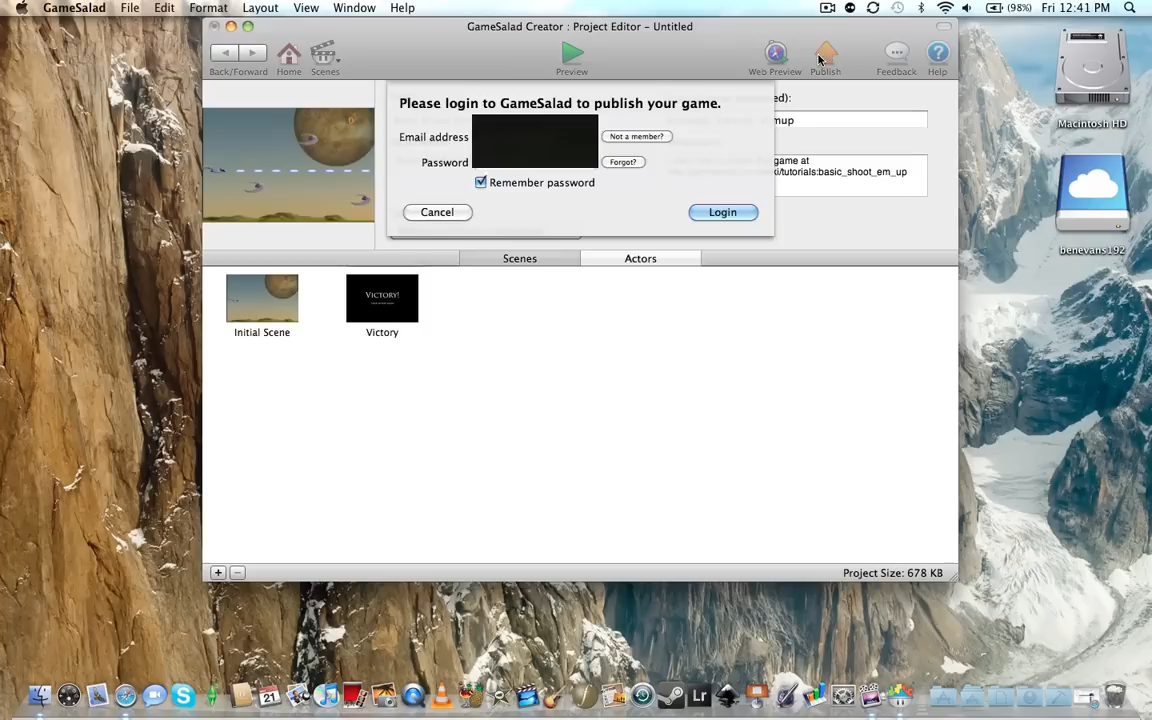 GameSalad File Edit Format Layout View Window Help (98%) Fri 12:41 PM
GameSalad Creator : Project Editor - Untitled
Back/Forward Home Scenes Preview Web Preview Publish Feedback Help
Please login to GameSalad to publish your game.
Email address Not a member?
Password Forgot?
Remember password
Cancel Login
):
mup
game at
ki/tutorials:basic_shoot_em_up
Scenes Actors
VICTORY!
Initial Scene Victory
Project Size: 678 KB
Macintosh HD
benevans192
21
Lr